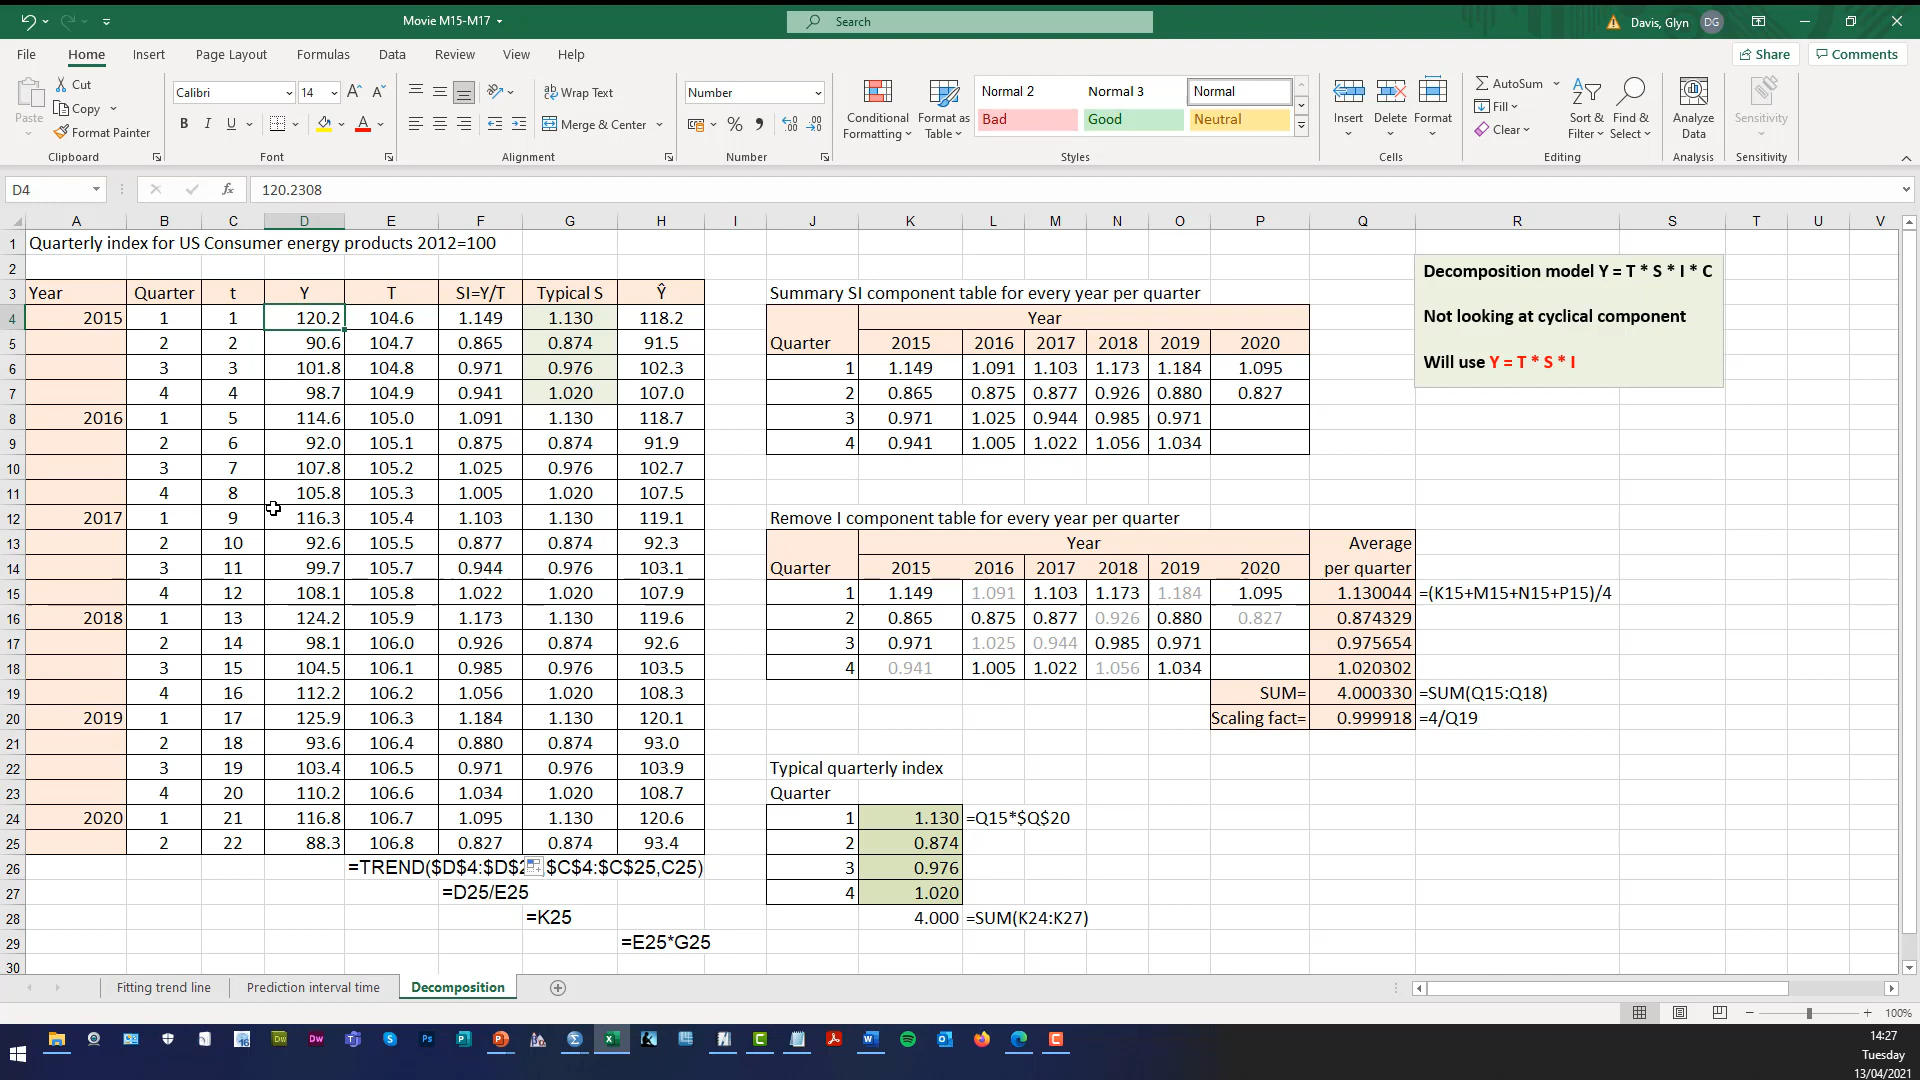 Movie M15-M17
Search
Davis, Glyn
DG
File Home Insert Page Layout Formulas Data Review View Help
Share
Comments
Paste
Cut
Copy
Format Painter
Clipboard
Calibri 14
B I U
Font
Wrap Text
Merge & Center
Alignment
Number
Number
Conditional Formatting
Format as Table
Normal 2 Normal 3 Normal
Bad Good Neutral
Styles
Insert Delete Format
Cells
AutoSum
Fill
Clear
Sort & Filter
Find & Select
Editing
Analyze Data
Analysis
Sensitivity
Sensitivity
D4
fx
120.2308
A B C D E F G H I J K L M N O P Q R S T U V
1 Quarterly index for US Consumer energy products 2012=100
2
3 Year Quarter t Y T SI=Y/T Typical S Ŷ Summary SI component table for every year per quarter
4 2015 1 1 120.2 104.6 1.149 1.130 118.2 Year
5 2 2 90.6 104.7 0.865 0.874 91.5 Quarter 2015 2016 2017 2018 2019 2020
6 3 3 101.8 104.8 0.971 0.976 102.3 1 1.149 1.091 1.103 1.173 1.184 1.095
7 4 4 98.7 104.9 0.941 1.020 107.0 2 0.865 0.875 0.877 0.926 0.880 0.827
8 2016 1 5 114.6 105.0 1.091 1.130 118.7 3 0.971 1.025 0.944 0.985 0.971
9 2 6 92.0 105.1 0.875 0.874 91.9 4 0.941 1.005 1.022 1.056 1.034
10 3 7 107.8 105.2 1.025 0.976 102.7
11 4 8 105.8 105.3 1.005 1.020 107.5
12 2017 1 9 116.3 105.4 1.103 1.130 119.1 Remove I component table for every year per quarter
13 2 10 92.6 105.5 0.877 0.874 92.3 Year Average
14 3 11 99.7 105.7 0.944 0.976 103.1 Quarter 2015 2016 2017 2018 2019 2020 per quarter
15 4 12 108.1 105.8 1.022 1.020 107.9 1 1.149 1.091 1.103 1.173 1.184 1.095 1.130044 =(K15+M15+N15+P15)/4
16 2018 1 13 124.2 105.9 1.173 1.130 119.6 2 0.865 0.875 0.877 0.926 0.880 0.827 0.874329
17 2 14 98.1 106.0 0.926 0.874 92.6 3 0.971 1.025 0.944 0.985 0.971 0.975654
18 3 15 104.5 106.1 0.985 0.976 103.5 4 0.941 1.005 1.022 1.056 1.034 1.020302
19 4 16 112.2 106.2 1.056 1.020 108.3 SUM= 4.000330 =SUM(Q15:Q18)
20 2019 1 17 125.9 106.3 1.184 1.130 120.1 Scaling fact= 0.999918 =4/Q19
21 2 18 93.6 106.4 0.880 0.874 93.0
22 3 19 103.4 106.5 0.971 0.976 103.9 Typical quarterly index
23 4 20 110.2 106.6 1.034 1.020 108.7 Quarter
24 2020 1 21 116.8 106.7 1.095 1.130 120.6 1 1.130 =Q15*$Q$20
25 2 22 88.3 106.8 0.827 0.874 93.4 2 0.874
26 =TREND($D$4:$D$2 $C$4:$C$25,C25) 3 0.976
27 =D25/E25 4 1.020
28 =K25 4.000 =SUM(K24:K27)
29 =E25*G25
30
Decomposition model Y = T * S * I * C
Not looking at cyclical component
Will use Y = T * S * I
Fitting trend line Prediction interval time Decomposition
100%
14:27
Tuesday
13/04/2021